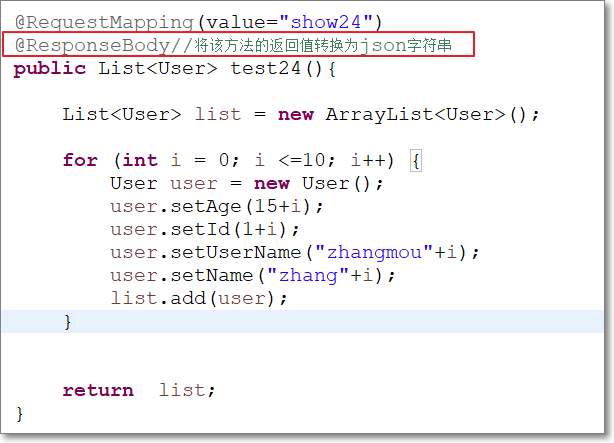 @RequestMapping(value="show24")
@ResponseBody//将该方法的返回值转换为json字符串
public List<User> test24(){
List<User> list = new ArrayList<User>();
for (int i = 0; i <=10; i++) {
User user = new User();
user.setAge(15+i);
user.setId(1+i);
user.setUserName("zhangmou"+i);
user.setName("zhang"+i);
list.add(user);
}
return  list;
}